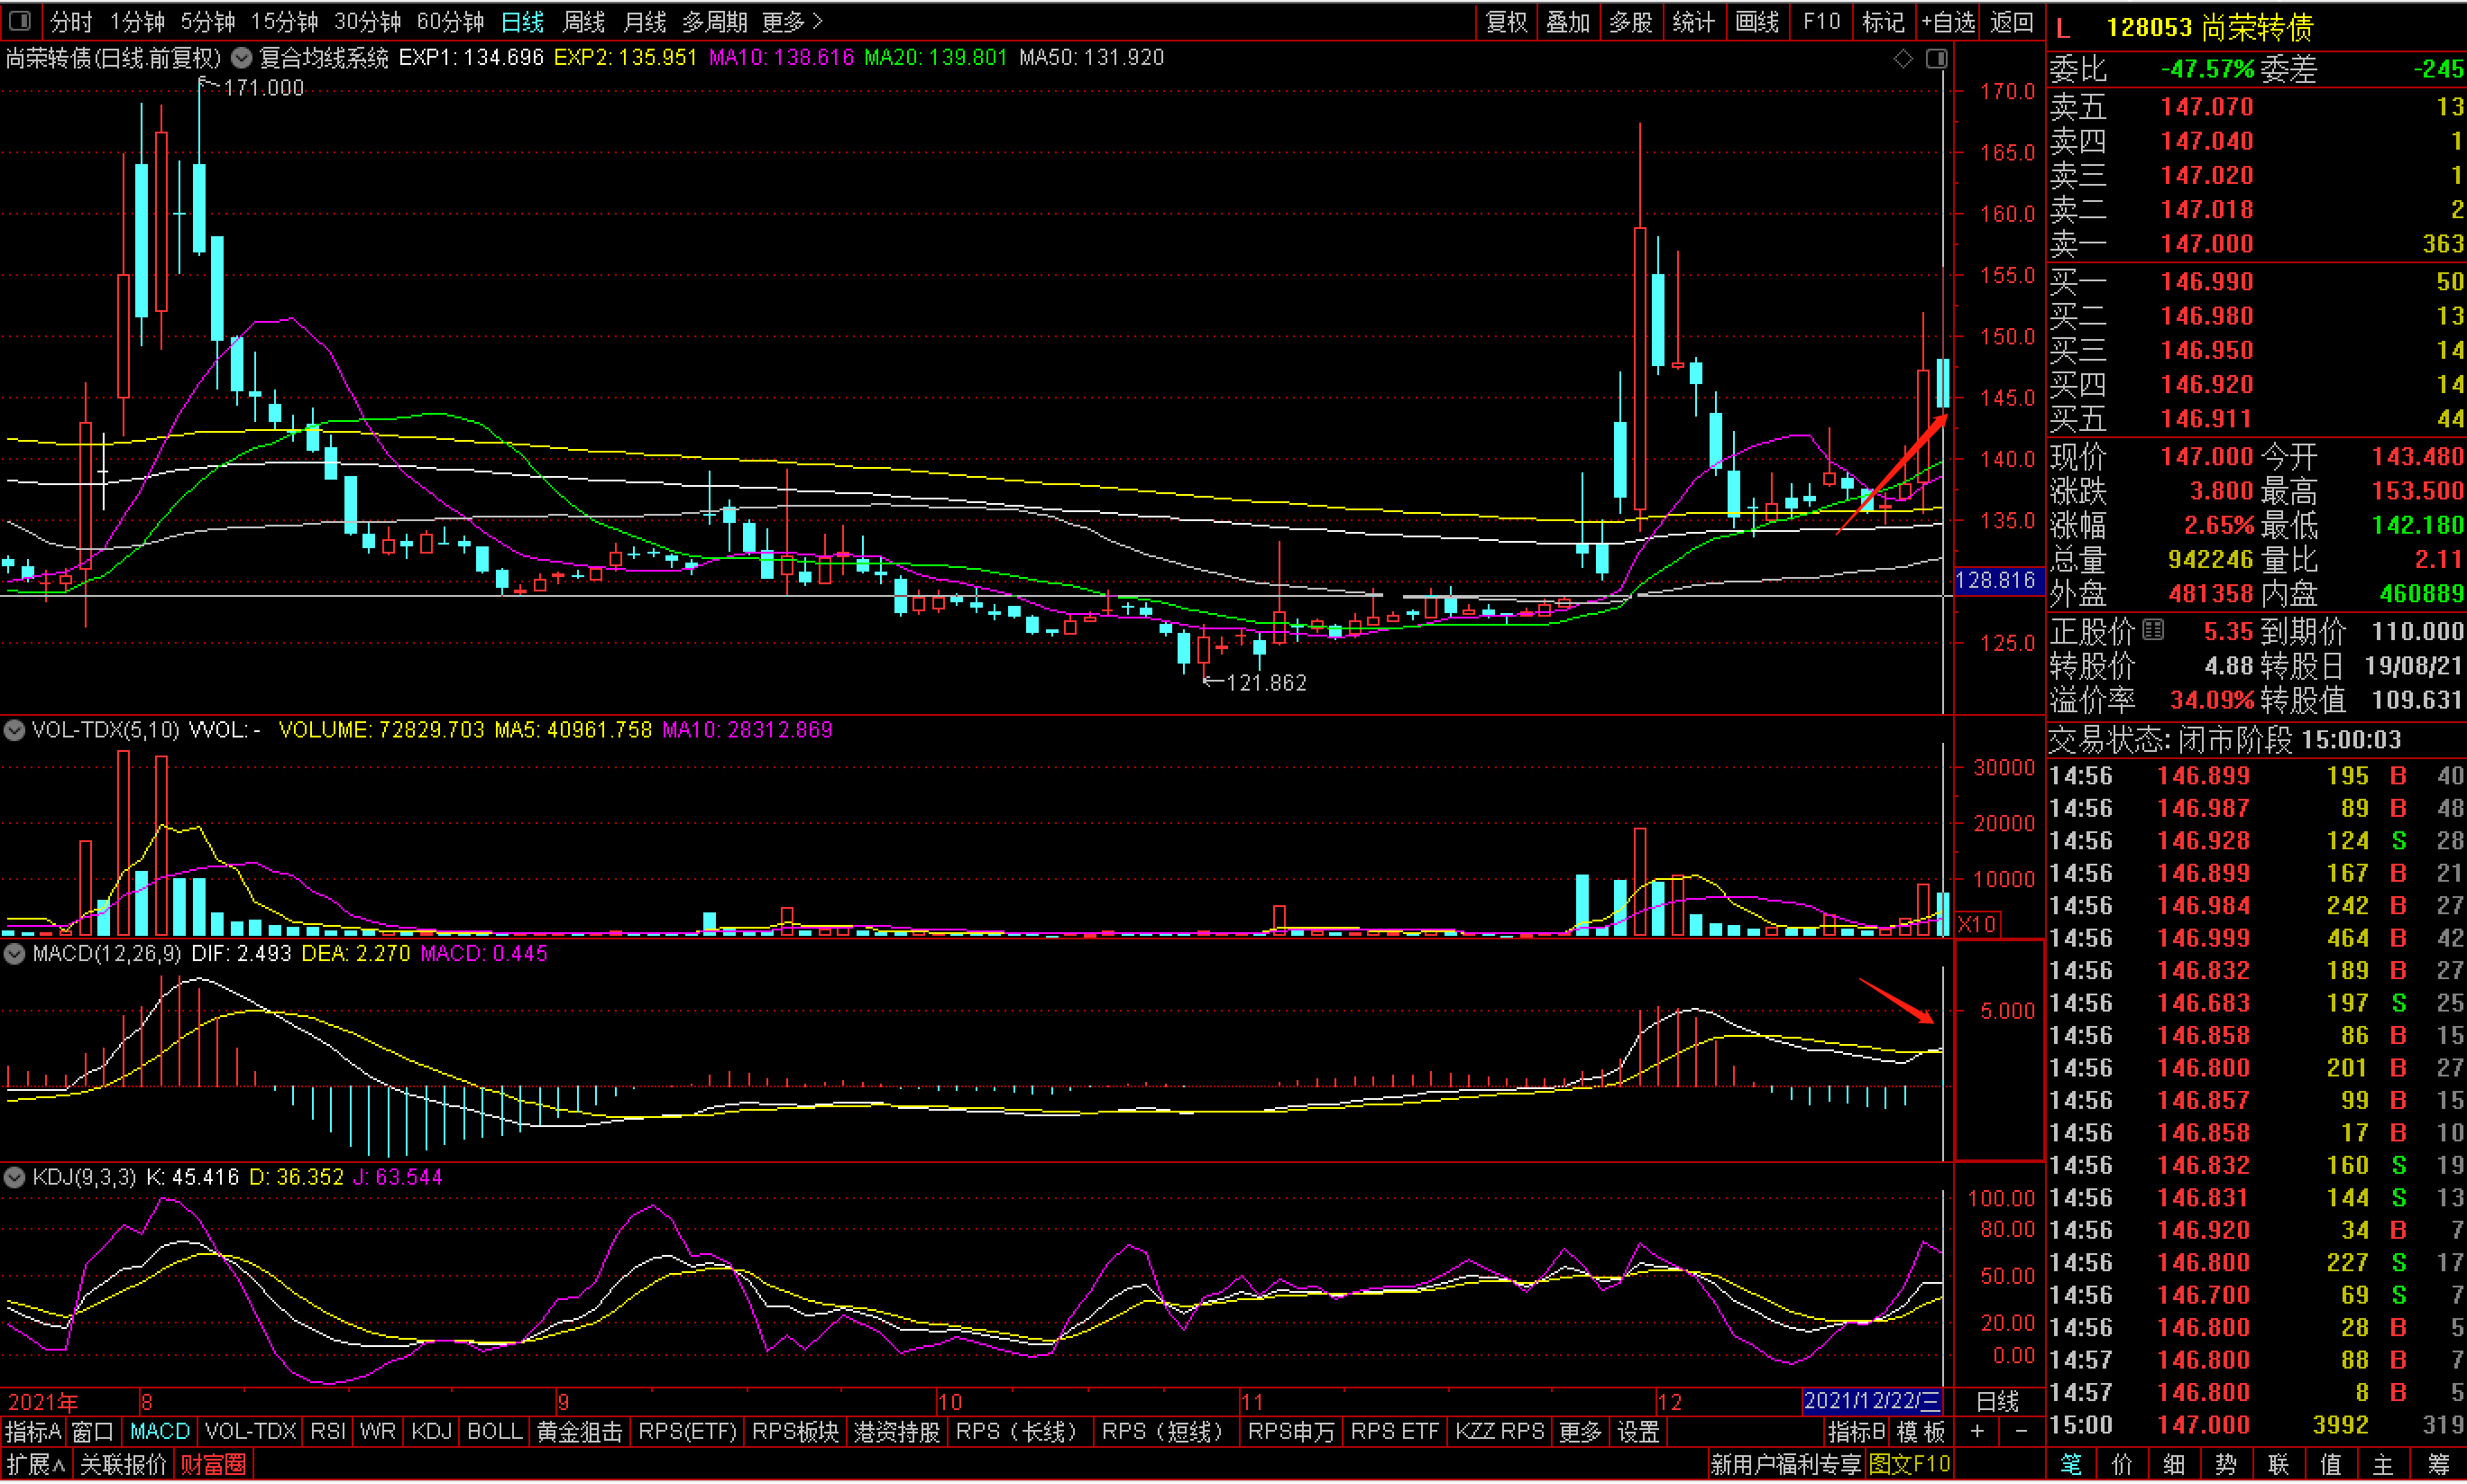 分时 1分钟 5分钟 15分钟 30分钟 60分钟 日线 周线 月线 多周期 更多 >
复权 叠加 多股 统计 画线 F10 标记 +自选 返回
L 128053 尚荣转债
尚荣转债(日线.前复权) 复合均线系统 EXP1: 134.696 EXP2: 135.951 MA10: 138.616 MA20: 139.801 MA50: 131.920
171.000
121.862
170.0
165.0
160.0
155.0
150.0
145.0
140.0
135.0
128.816
125.0
VOL-TDX(5,10) VVOL: - VOLUME: 72829.703 MA5: 40961.758 MA10: 28312.869
30000
20000
10000
X10
MACD(12,26,9) DIF: 2.493 DEA: 2.270 MACD: 0.445
5.000
KDJ(9,3,3) K: 45.416 D: 36.352 J: 63.544
100.00
80.00
50.00
20.00
0.00
2021年 8 9 10 11 12 2021/12/22/三 日线
指标A 窗口 MACD VOL-TDX RSI WR KDJ BOLL 黄金狙击 RPS(ETF) RPS板块 港资持股 RPS（长线） RPS（短线） RPS申万 RPS ETF KZZ RPS 更多 设置 指标B 模板 + -
扩展∧ 关联报价 财富圈 新用户福利专享 图文F10
委比 -47.57% 委差 -245
卖五 147.070 13
卖四 147.040 1
卖三 147.020 1
卖二 147.018 2
卖一 147.000 363
买一 146.990 50
买二 146.980 13
买三 146.950 14
买四 146.920 14
买五 146.911 44
现价 147.000 今开 143.480
涨跌 3.800 最高 153.500
涨幅 2.65% 最低 142.180
总量 942246 量比 2.11
外盘 481358 内盘 460889
正股价 5.35 到期价 110.000
转股价 4.88 转股日 19/08/21
溢价率 34.09% 转股值 109.631
交易状态: 闭市阶段 15:00:03
14:56 146.899 195 B 40
14:56 146.987 89 B 48
14:56 146.928 124 S 28
14:56 146.899 167 B 21
14:56 146.984 242 B 27
14:56 146.999 464 B 42
14:56 146.832 189 B 27
14:56 146.683 197 S 25
14:56 146.858 86 B 15
14:56 146.800 201 B 27
14:56 146.857 99 B 15
14:56 146.858 17 B 10
14:56 146.832 160 S 19
14:56 146.831 144 S 13
14:56 146.920 34 B 7
14:56 146.800 227 S 17
14:56 146.700 69 S 7
14:56 146.800 28 B 5
14:57 146.800 88 B 7
14:57 146.800 8 B 5
15:00 147.000 3992 319
笔 价 细 势 联 值 主 筹